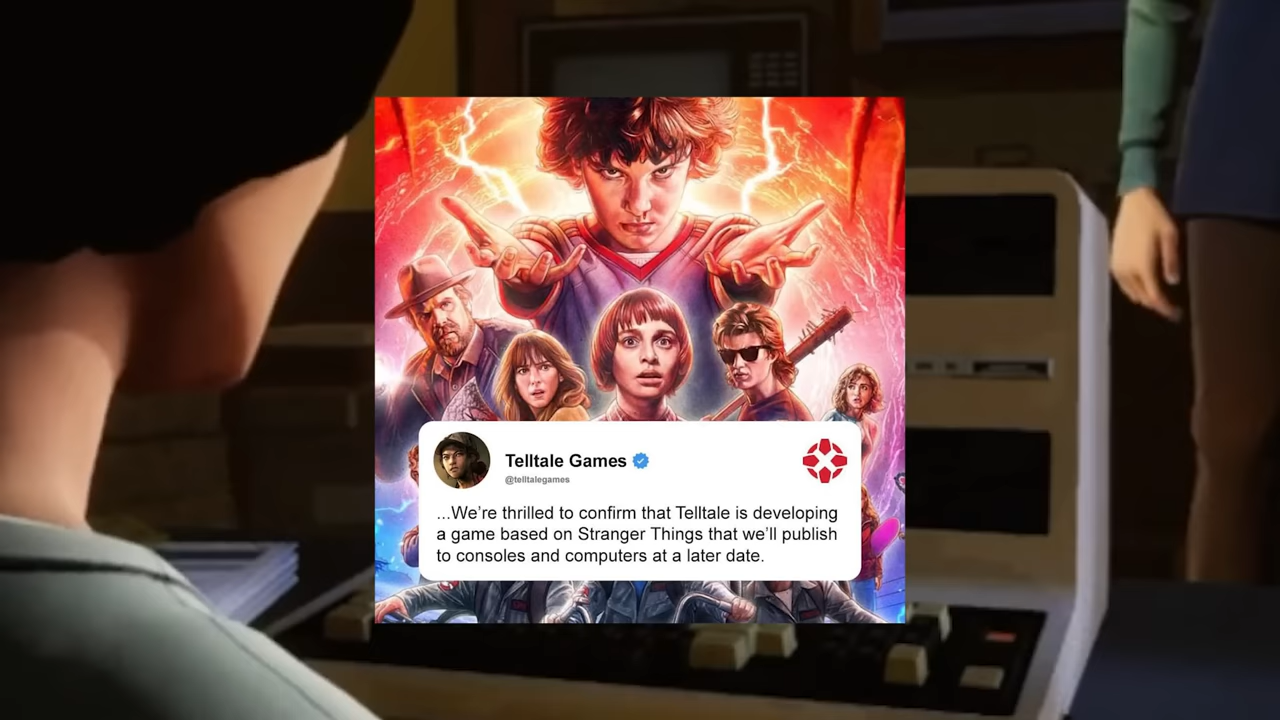 Telltale Games
@telltalegames
...We're thrilled to confirm that Telltale is developing
a game based on Stranger Things that we'll publish
to consoles and computers at a later date.